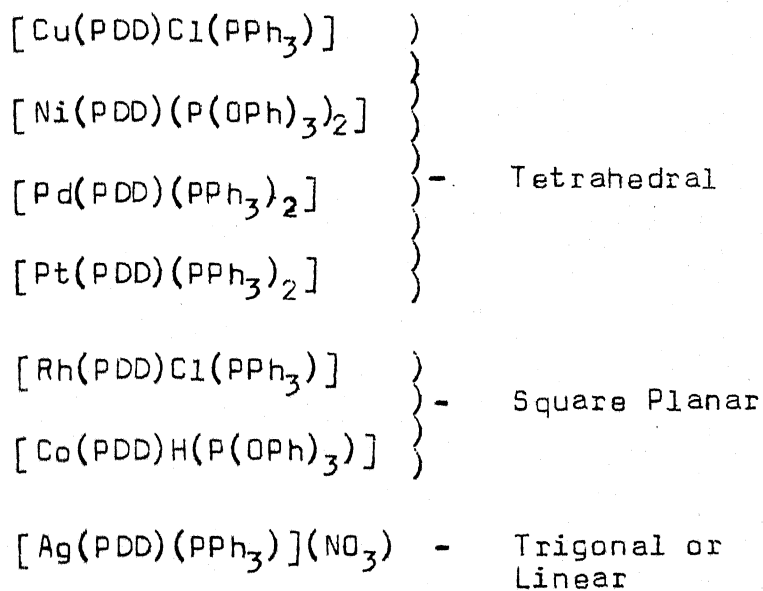 [Cu(PDD)Cl(PPh₃)]
[Ni(PDD)(P(OPh)₃)₂]
[Pd(PDD)(PPh₃)₂] - Tetrahedral
[Pt(PDD)(PPh₃)₂]
[Rh(PDD)Cl(PPh₃)]
- Square Planar
[Co(PDD)H(P(OPh)₃)]
[Ag(PDD)(PPh₃)](NO₃) - Trigonal or
Linear